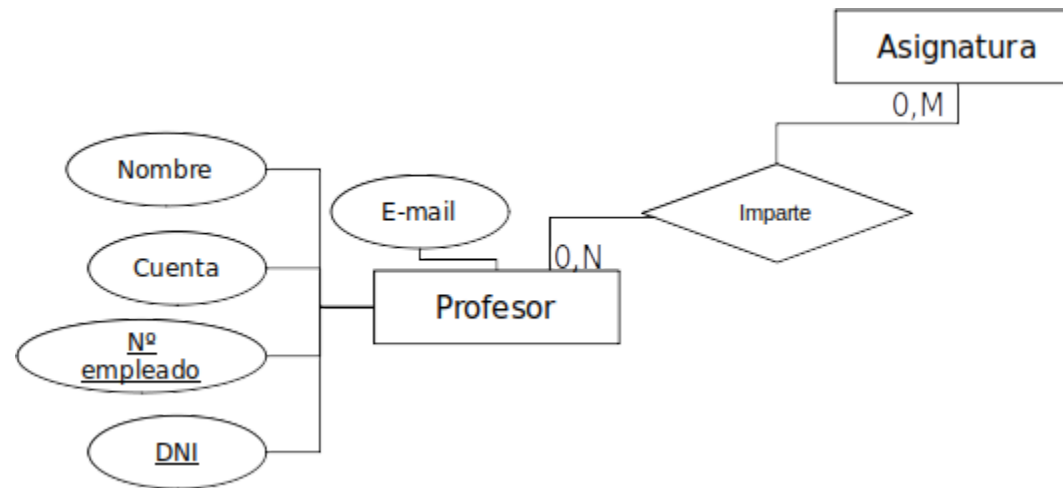 Asignatura
0,M
Nombre
E-mail
Imparte
Cuenta
0,N
Profesor
Nº
empleado
DNI